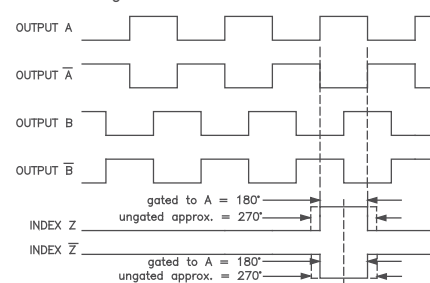 OUTPUT A
OUTPUT A̅
OUTPUT B
OUTPUT B̅
gated to A = 180°
ungated approx. = 270°
INDEX Z
INDEX Z̅
gated to A = 180°
ungated approx. = 270°